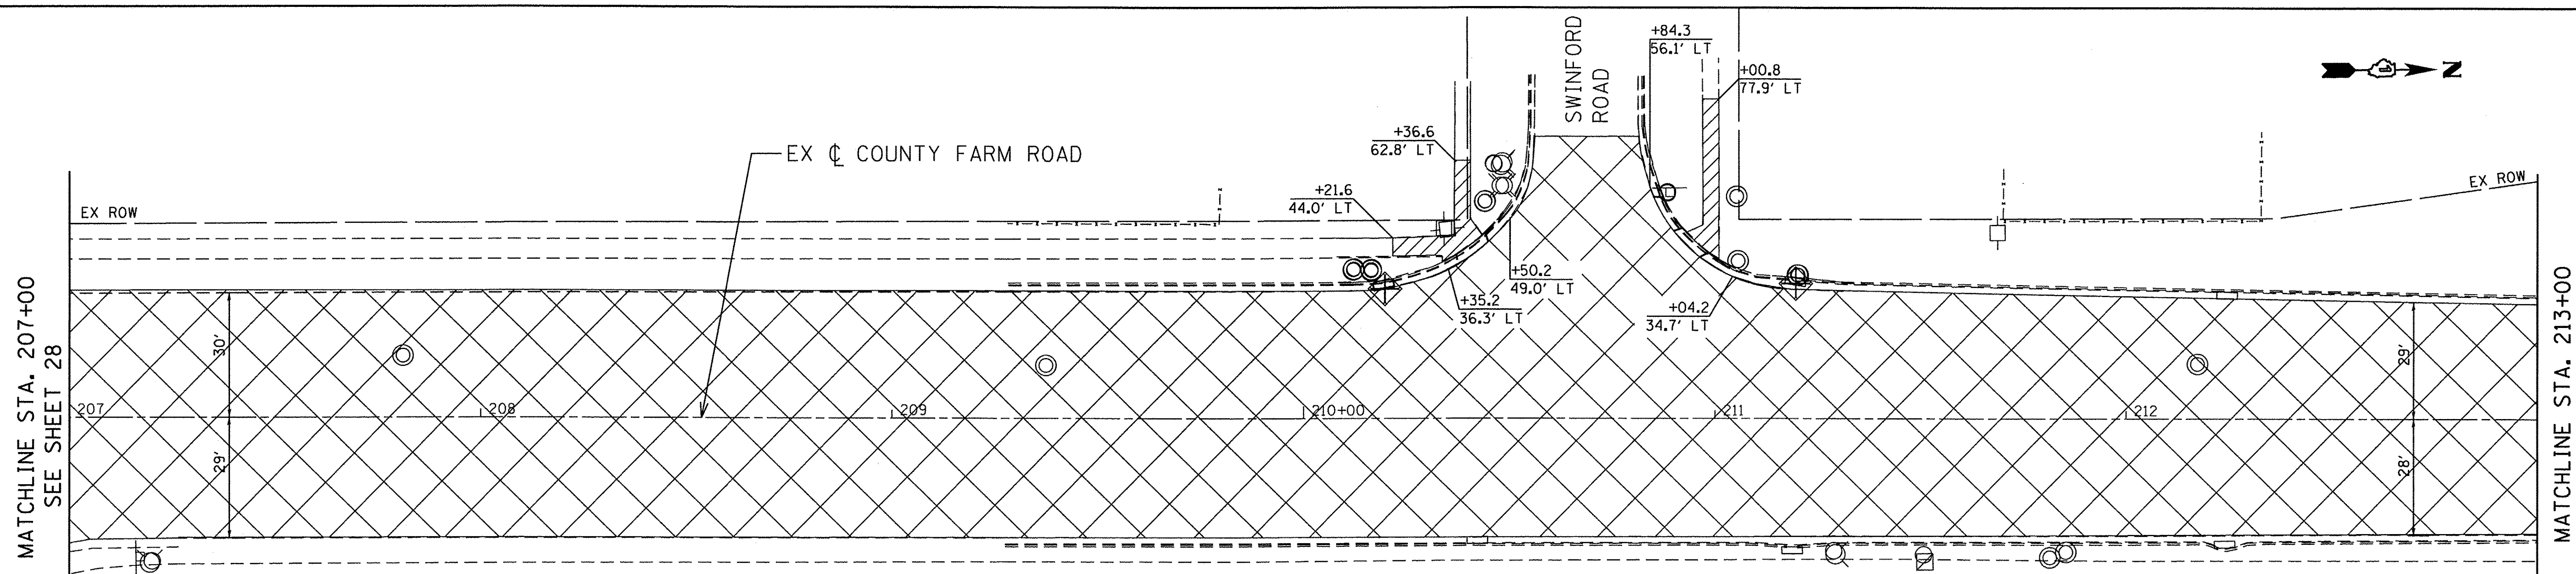 MATCHLINE STA. 207+00
SEE SHEET 28
EX ROW
EX ℄ COUNTY FARM ROAD
+21.6
44.0' LT
+36.6
62.8' LT
SWINFORD
ROAD
+84.3
56.1' LT
+00.8
77.9' LT
N
EX ROW
+50.2
49.0' LT
+35.2
36.3' LT
+04.2
34.7' LT
30'
29'
207
208
209
210+00
211
212
29'
28'
MATCHLINE STA. 213+00